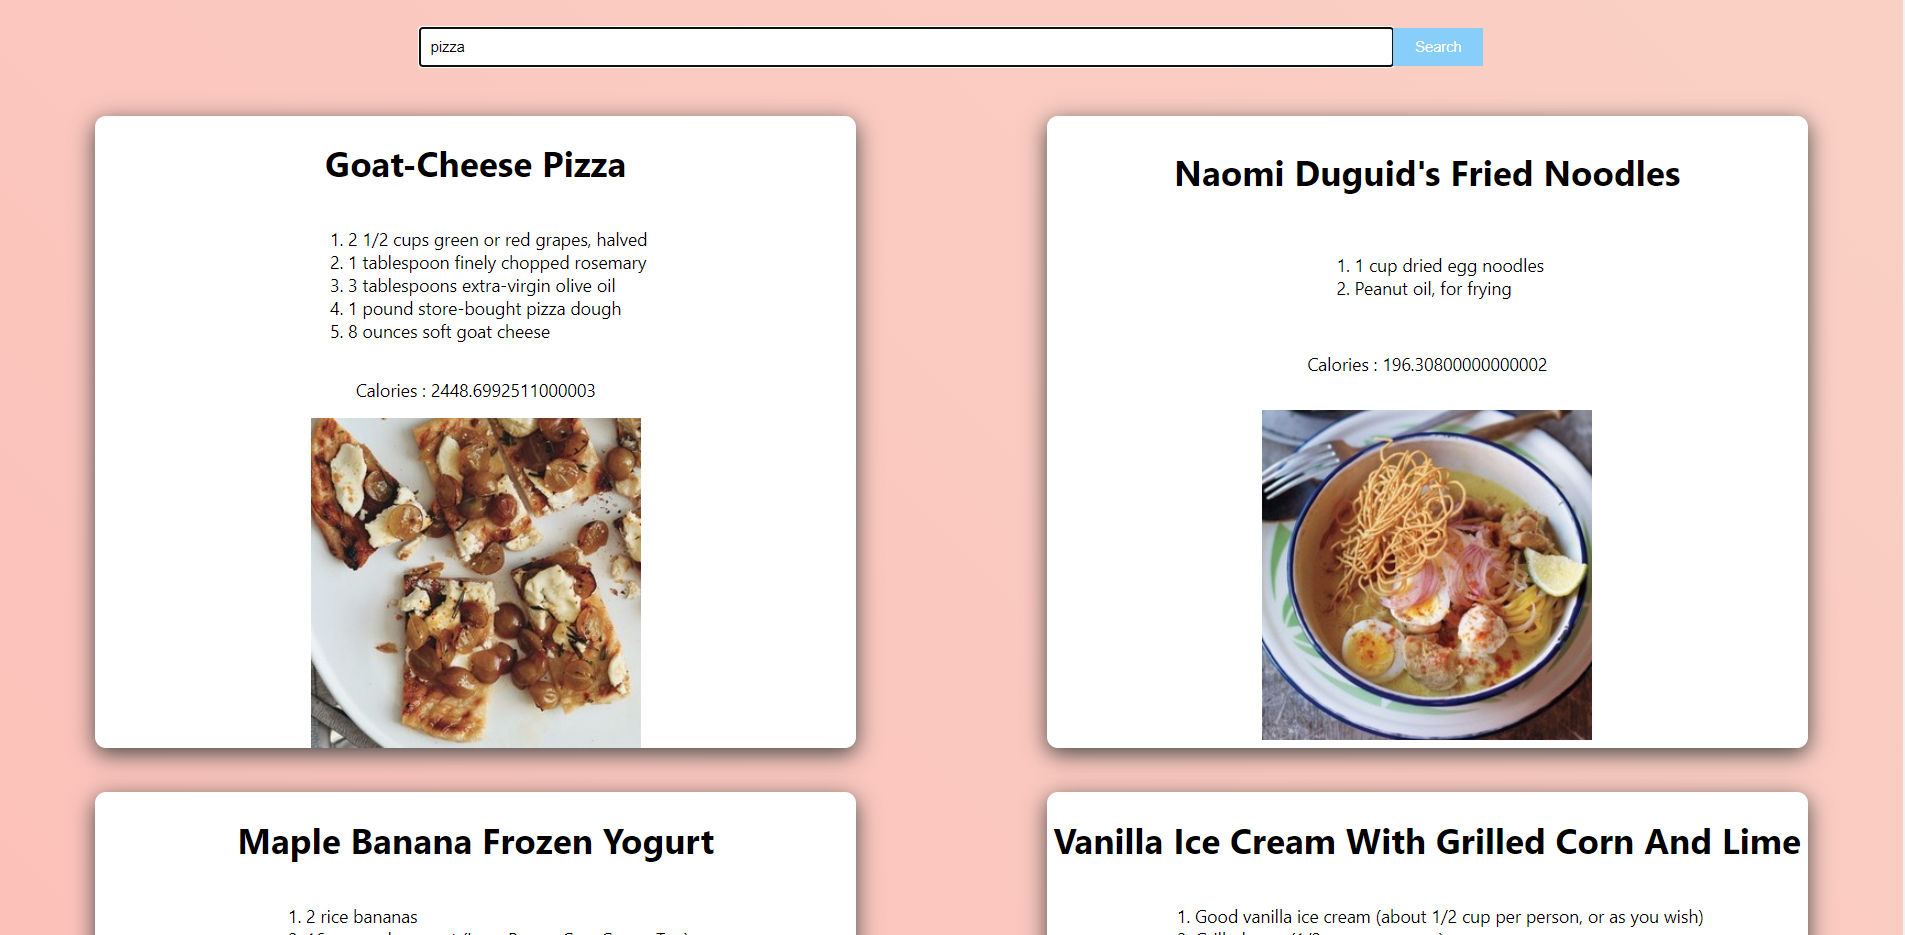 pizza
Search
Goat-Cheese Pizza
1. 2 1/2 cups green or red grapes, halved
2. 1 tablespoon finely chopped rosemary
3. 3 tablespoons extra-virgin olive oil
4. 1 pound store-bought pizza dough
5. 8 ounces soft goat cheese
Calories : 2448.6992511000003
Naomi Duguid's Fried Noodles
1. 1 cup dried egg noodles
2. Peanut oil, for frying
Calories : 196.30800000000002
Maple Banana Frozen Yogurt
1. 2 rice bananas
Vanilla Ice Cream With Grilled Corn And Lime
1. Good vanilla ice cream (about 1/2 cup per person, or as you wish)